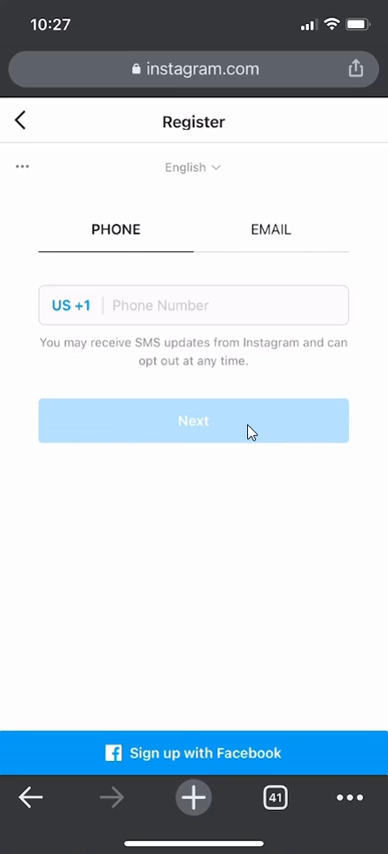 10:27
instagram.com
Register
English
PHONE EMAIL
US +1 Phone Number
You may receive SMS updates from Instagram and can
opt out at any time.
Next
Sign up with Facebook
41